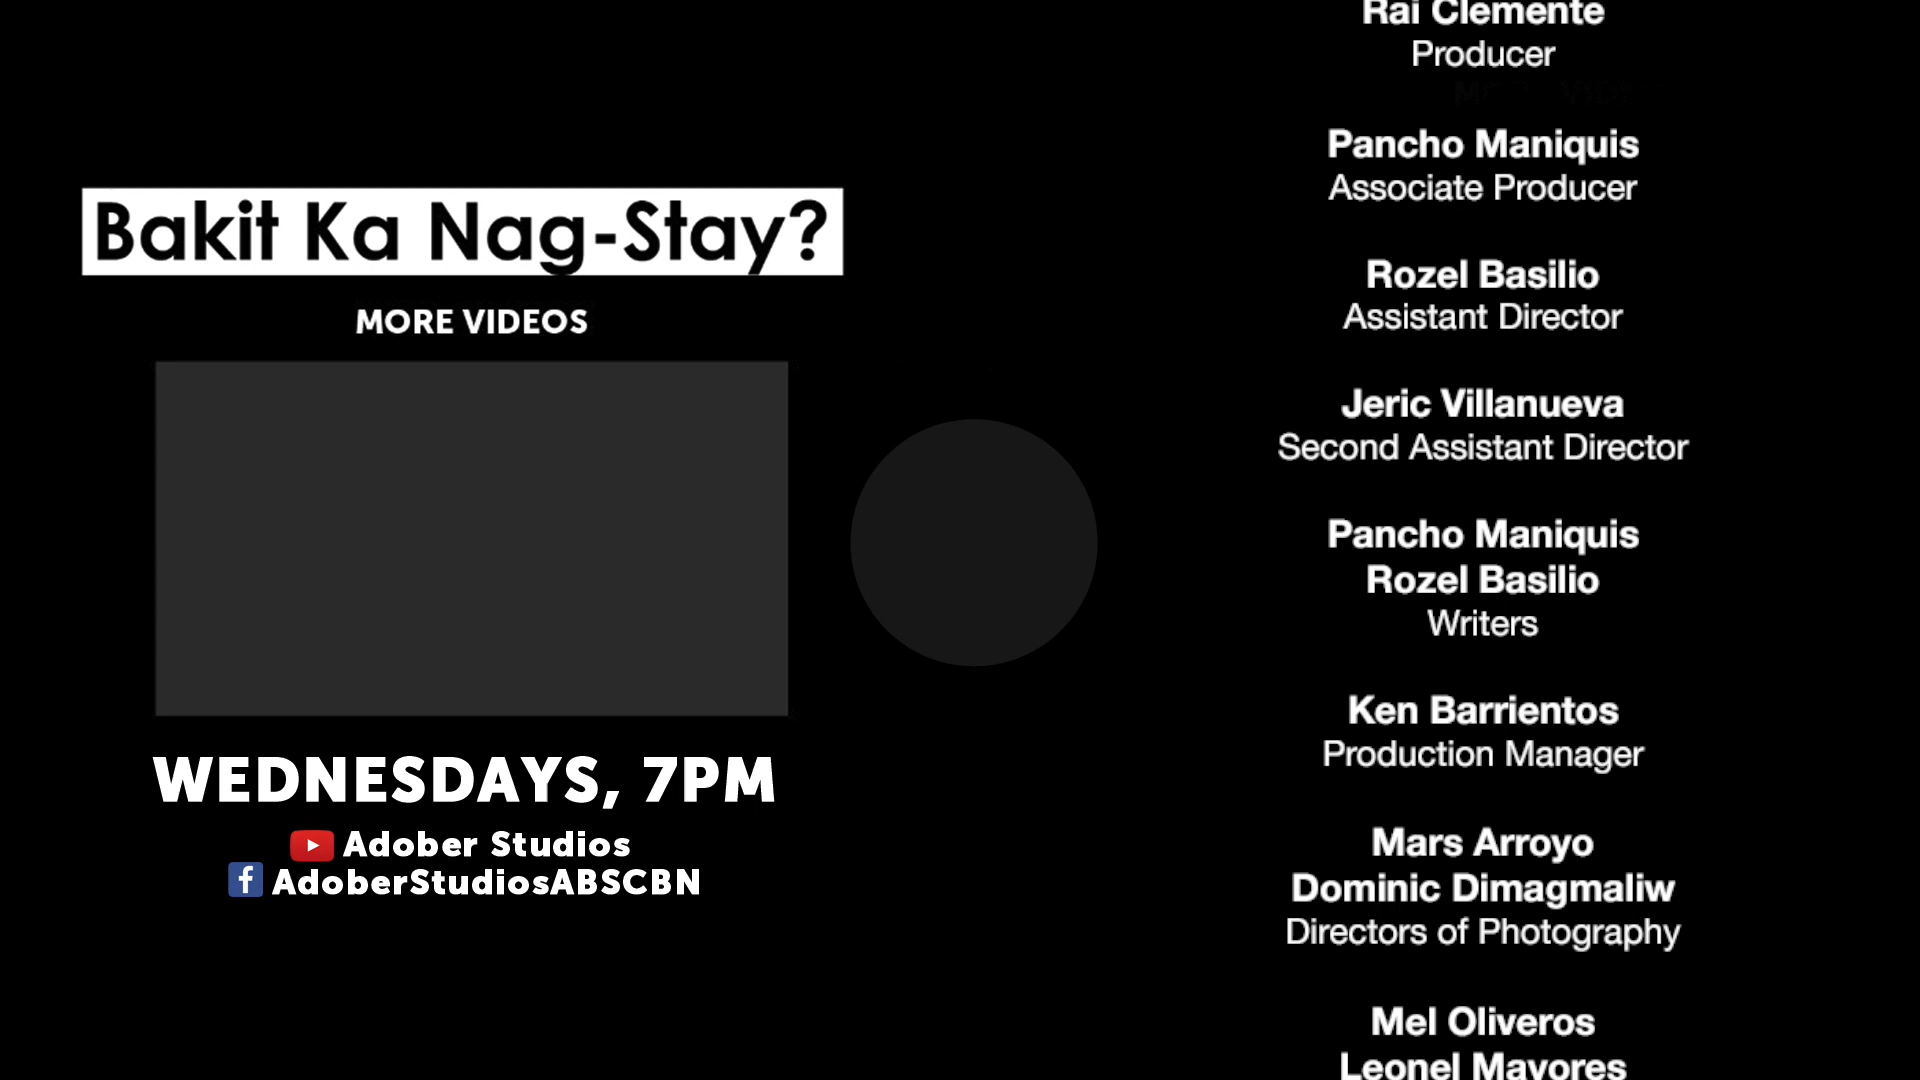 Bakit Ka Nag-Stay?
MORE VIDEOS
WEDNESDAYS, 7PM
Adober Studios
AdoberStudiosABSCBN
Rai Clemente
Producer
Pancho Maniquis
Associate Producer
Rozel Basilio
Assistant Director
Jeric Villanueva
Second Assistant Director
Pancho Maniquis
Rozel Basilio
Writers
Ken Barrientos
Production Manager
Mars Arroyo
Dominic Dimagmaliw
Directors of Photography
Mel Oliveros
Leonel Mayores